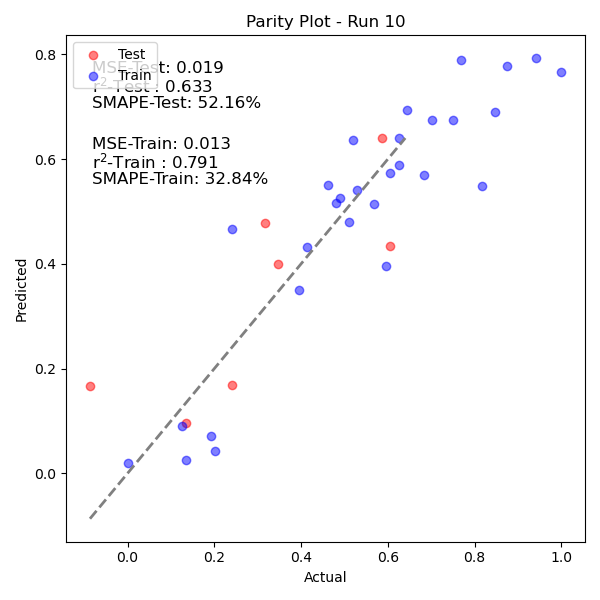 Parity Plot - Run 10
Test
Train
MSE-Test: 0.019
r²-Test : 0.633
SMAPE-Test: 52.16%
MSE-Train: 0.013
r²-Train : 0.791
SMAPE-Train: 32.84%
0.8
0.6
0.4
0.2
0.0
Predicted
0.0 0.2 0.4 0.6 0.8 1.0
Actual